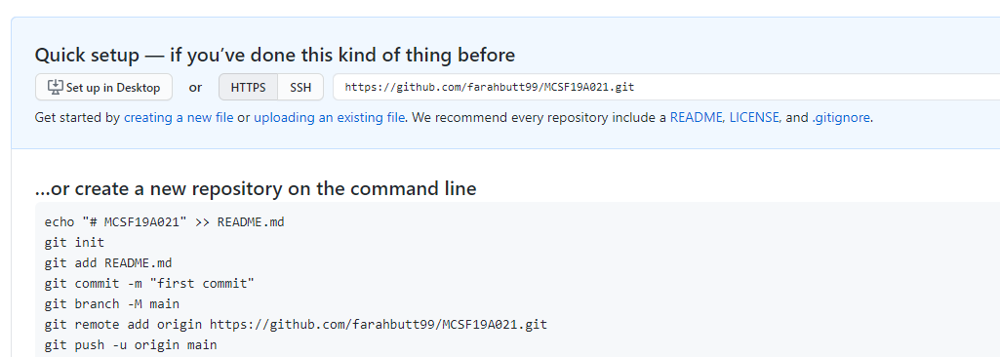 Quick setup — if you’ve done this kind of thing before
Set up in Desktop or HTTPS SSH https://github.com/farahbutt99/MCSF19A021.git
Get started by creating a new file or uploading an existing file. We recommend every repository include a README, LICENSE, and .gitignore.
…or create a new repository on the command line
echo "# MCSF19A021" >> README.md
git init
git add README.md
git commit -m "first commit"
git branch -M main
git remote add origin https://github.com/farahbutt99/MCSF19A021.git
git push -u origin main